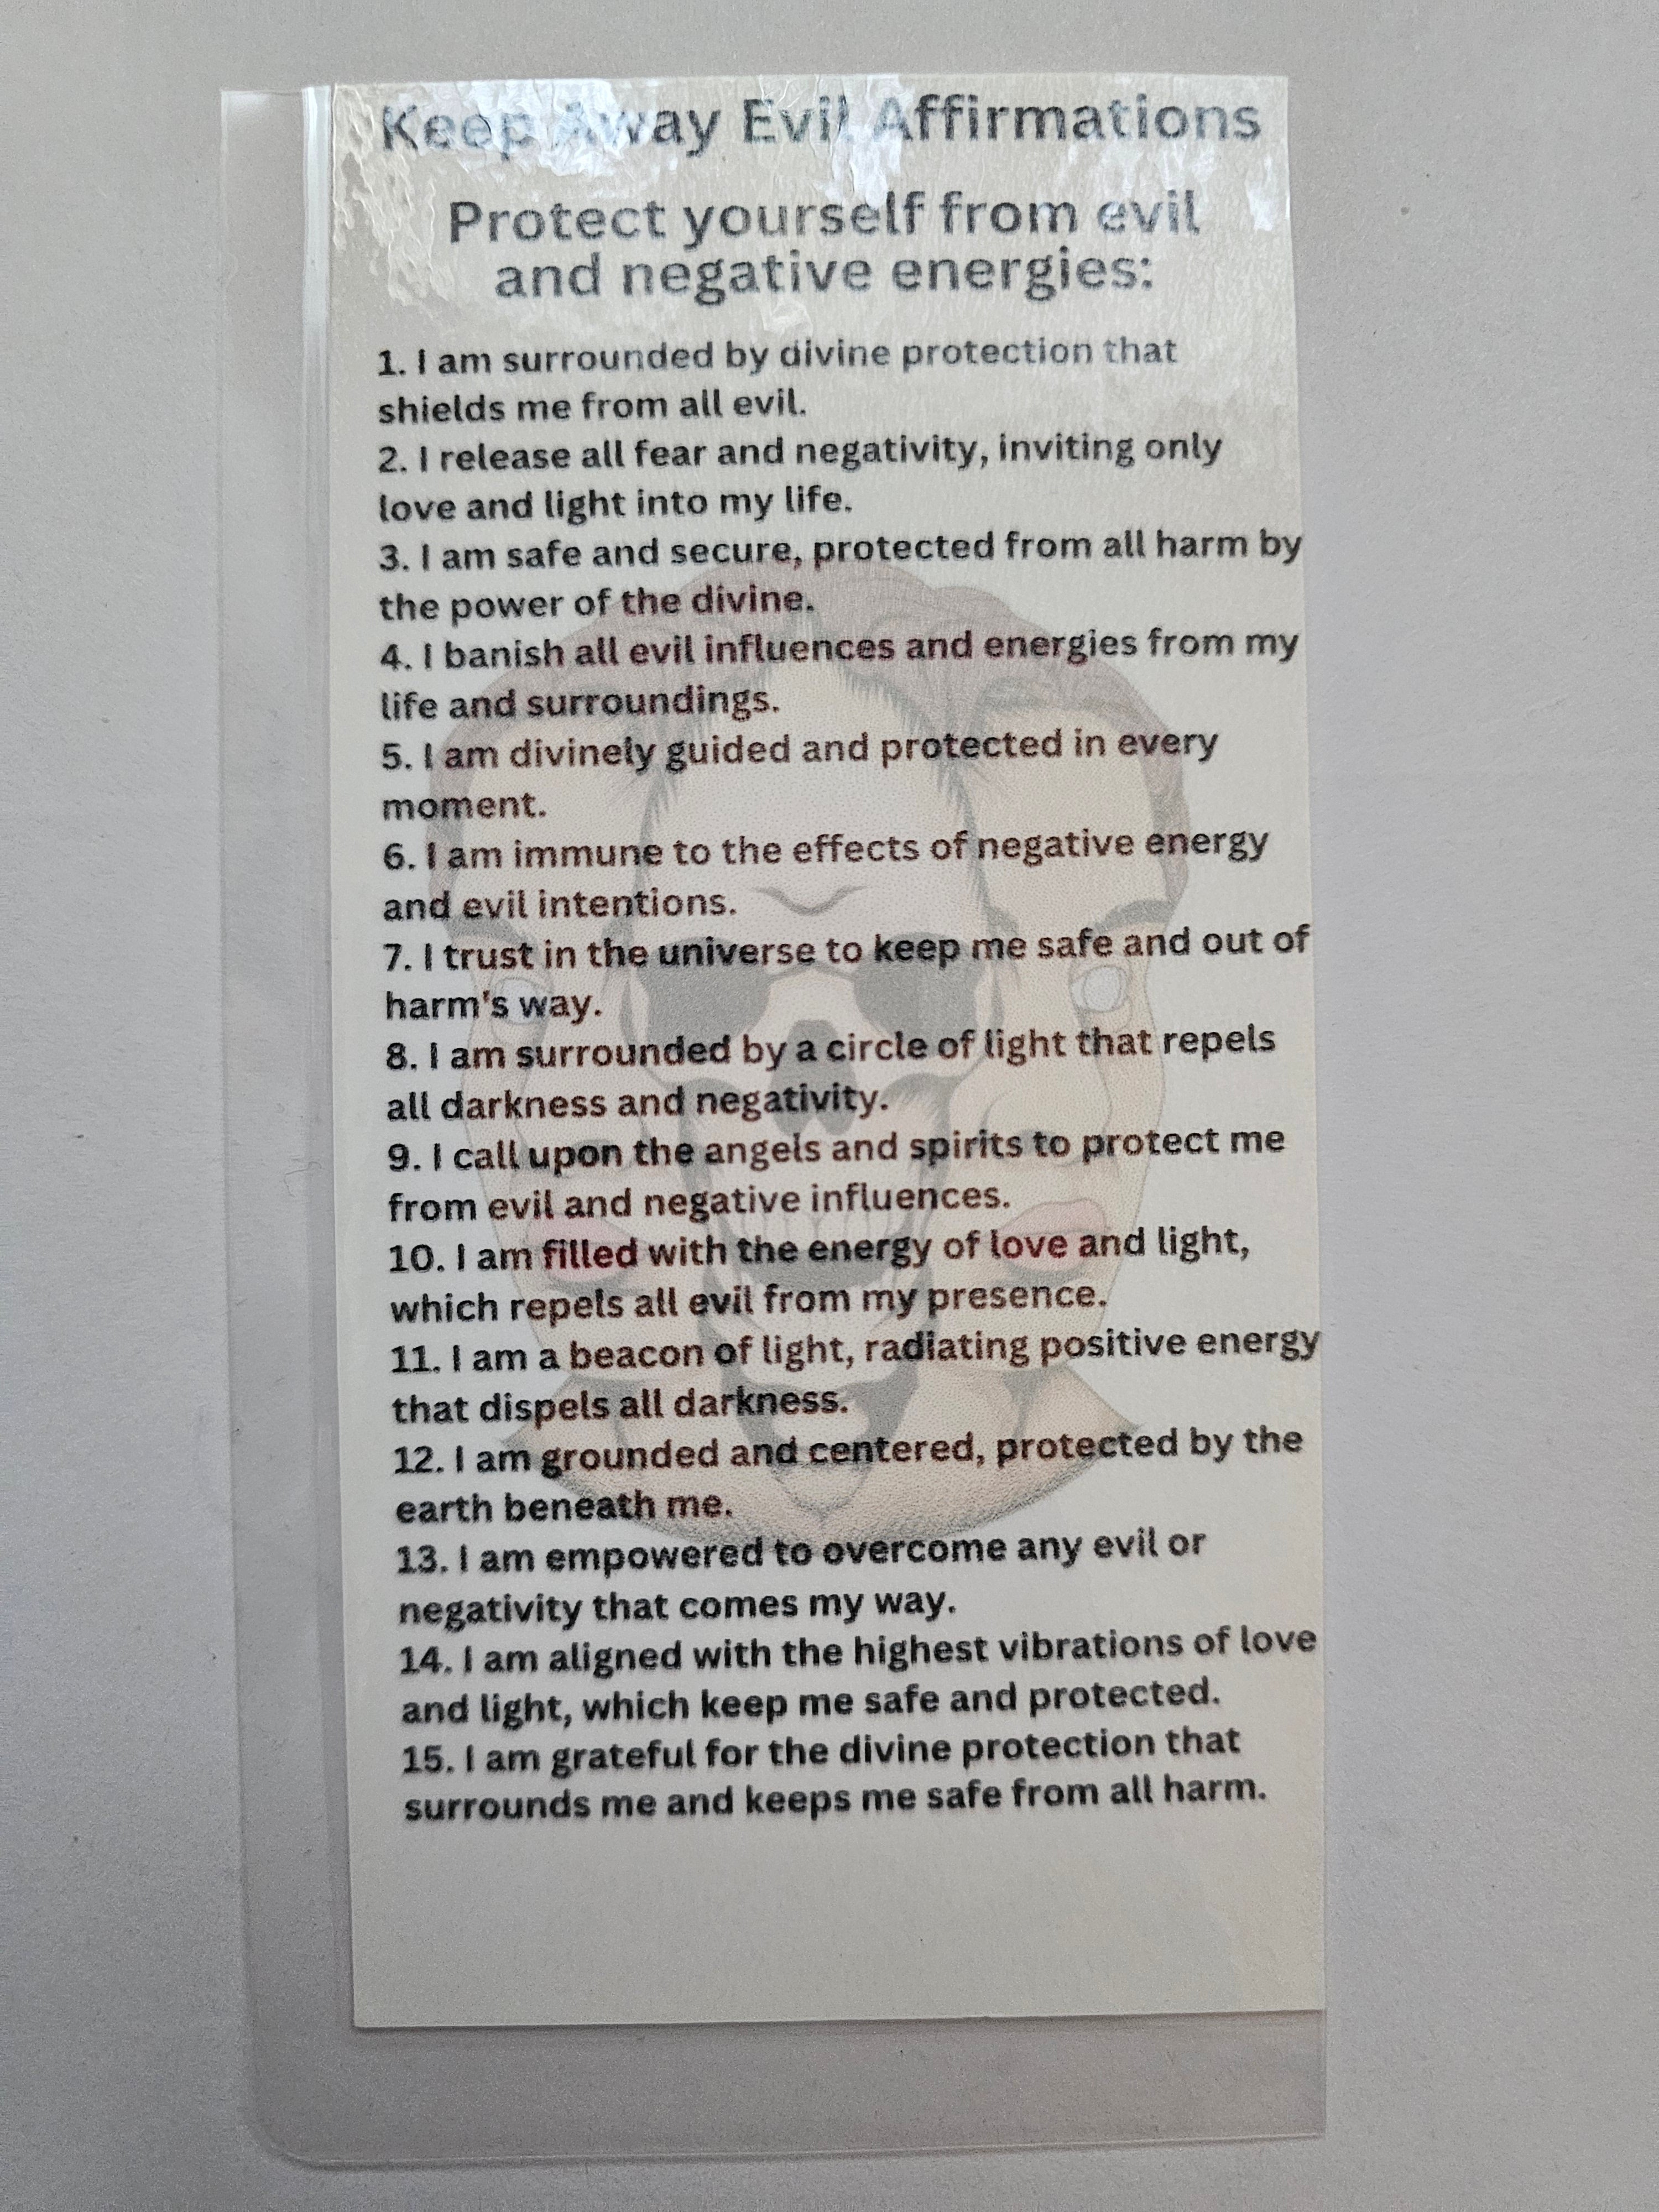 Keep Away Evil Affirmations
Protect yourself from evil
and negative energies:
1. I am surrounded by divine protection that
shields me from all evil.
2. I release all fear and negativity, inviting only
love and light into my life.
3. I am safe and secure, protected from all harm by
the power of the divine.
4. I banish all evil influences and energies from my
life and surroundings.
5. I am divinely guided and protected in every
moment.
6. I am immune to the effects of negative energy
and evil intentions.
7. I trust in the universe to keep me safe and out of
harm's way.
8. I am surrounded by a circle of light that repels
all darkness and negativity.
9. I call upon the angels and spirits to protect me
from evil and negative influences.
10. I am filled with the energy of love and light,
which repels all evil from my presence.
11. I am a beacon of light, radiating positive energy
that dispels all darkness.
12. I am grounded and centered, protected by the
earth beneath me.
13. I am empowered to overcome any evil or
negativity that comes my way.
14. I am aligned with the highest vibrations of love
and light, which keep me safe and protected.
15. I am grateful for the divine protection that
surrounds me and keeps me safe from all harm.